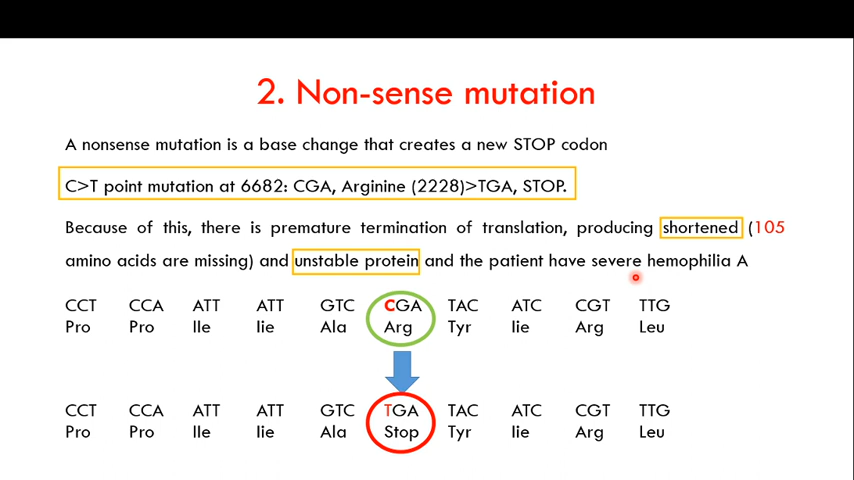 2. Non-sense mutation
A nonsense mutation is a base change that creates a new STOP codon
C>T point mutation at 6682: CGA, Arginine (2228)>TGA, STOP.
Because of this, there is premature termination of translation, producing shortened (105
amino acids are missing) and unstable protein and the patient have severe hemophilia A
CCT CCA ATT ATT GTC CGA TAC ATC CGT TTG
Pro Pro Ile lie Ala Arg Tyr lie Arg Leu
CCT CCA ATT ATT GTC TGA TAC ATC CGT TTG
Pro Pro Ile lie Ala Stop Tyr lie Arg Leu